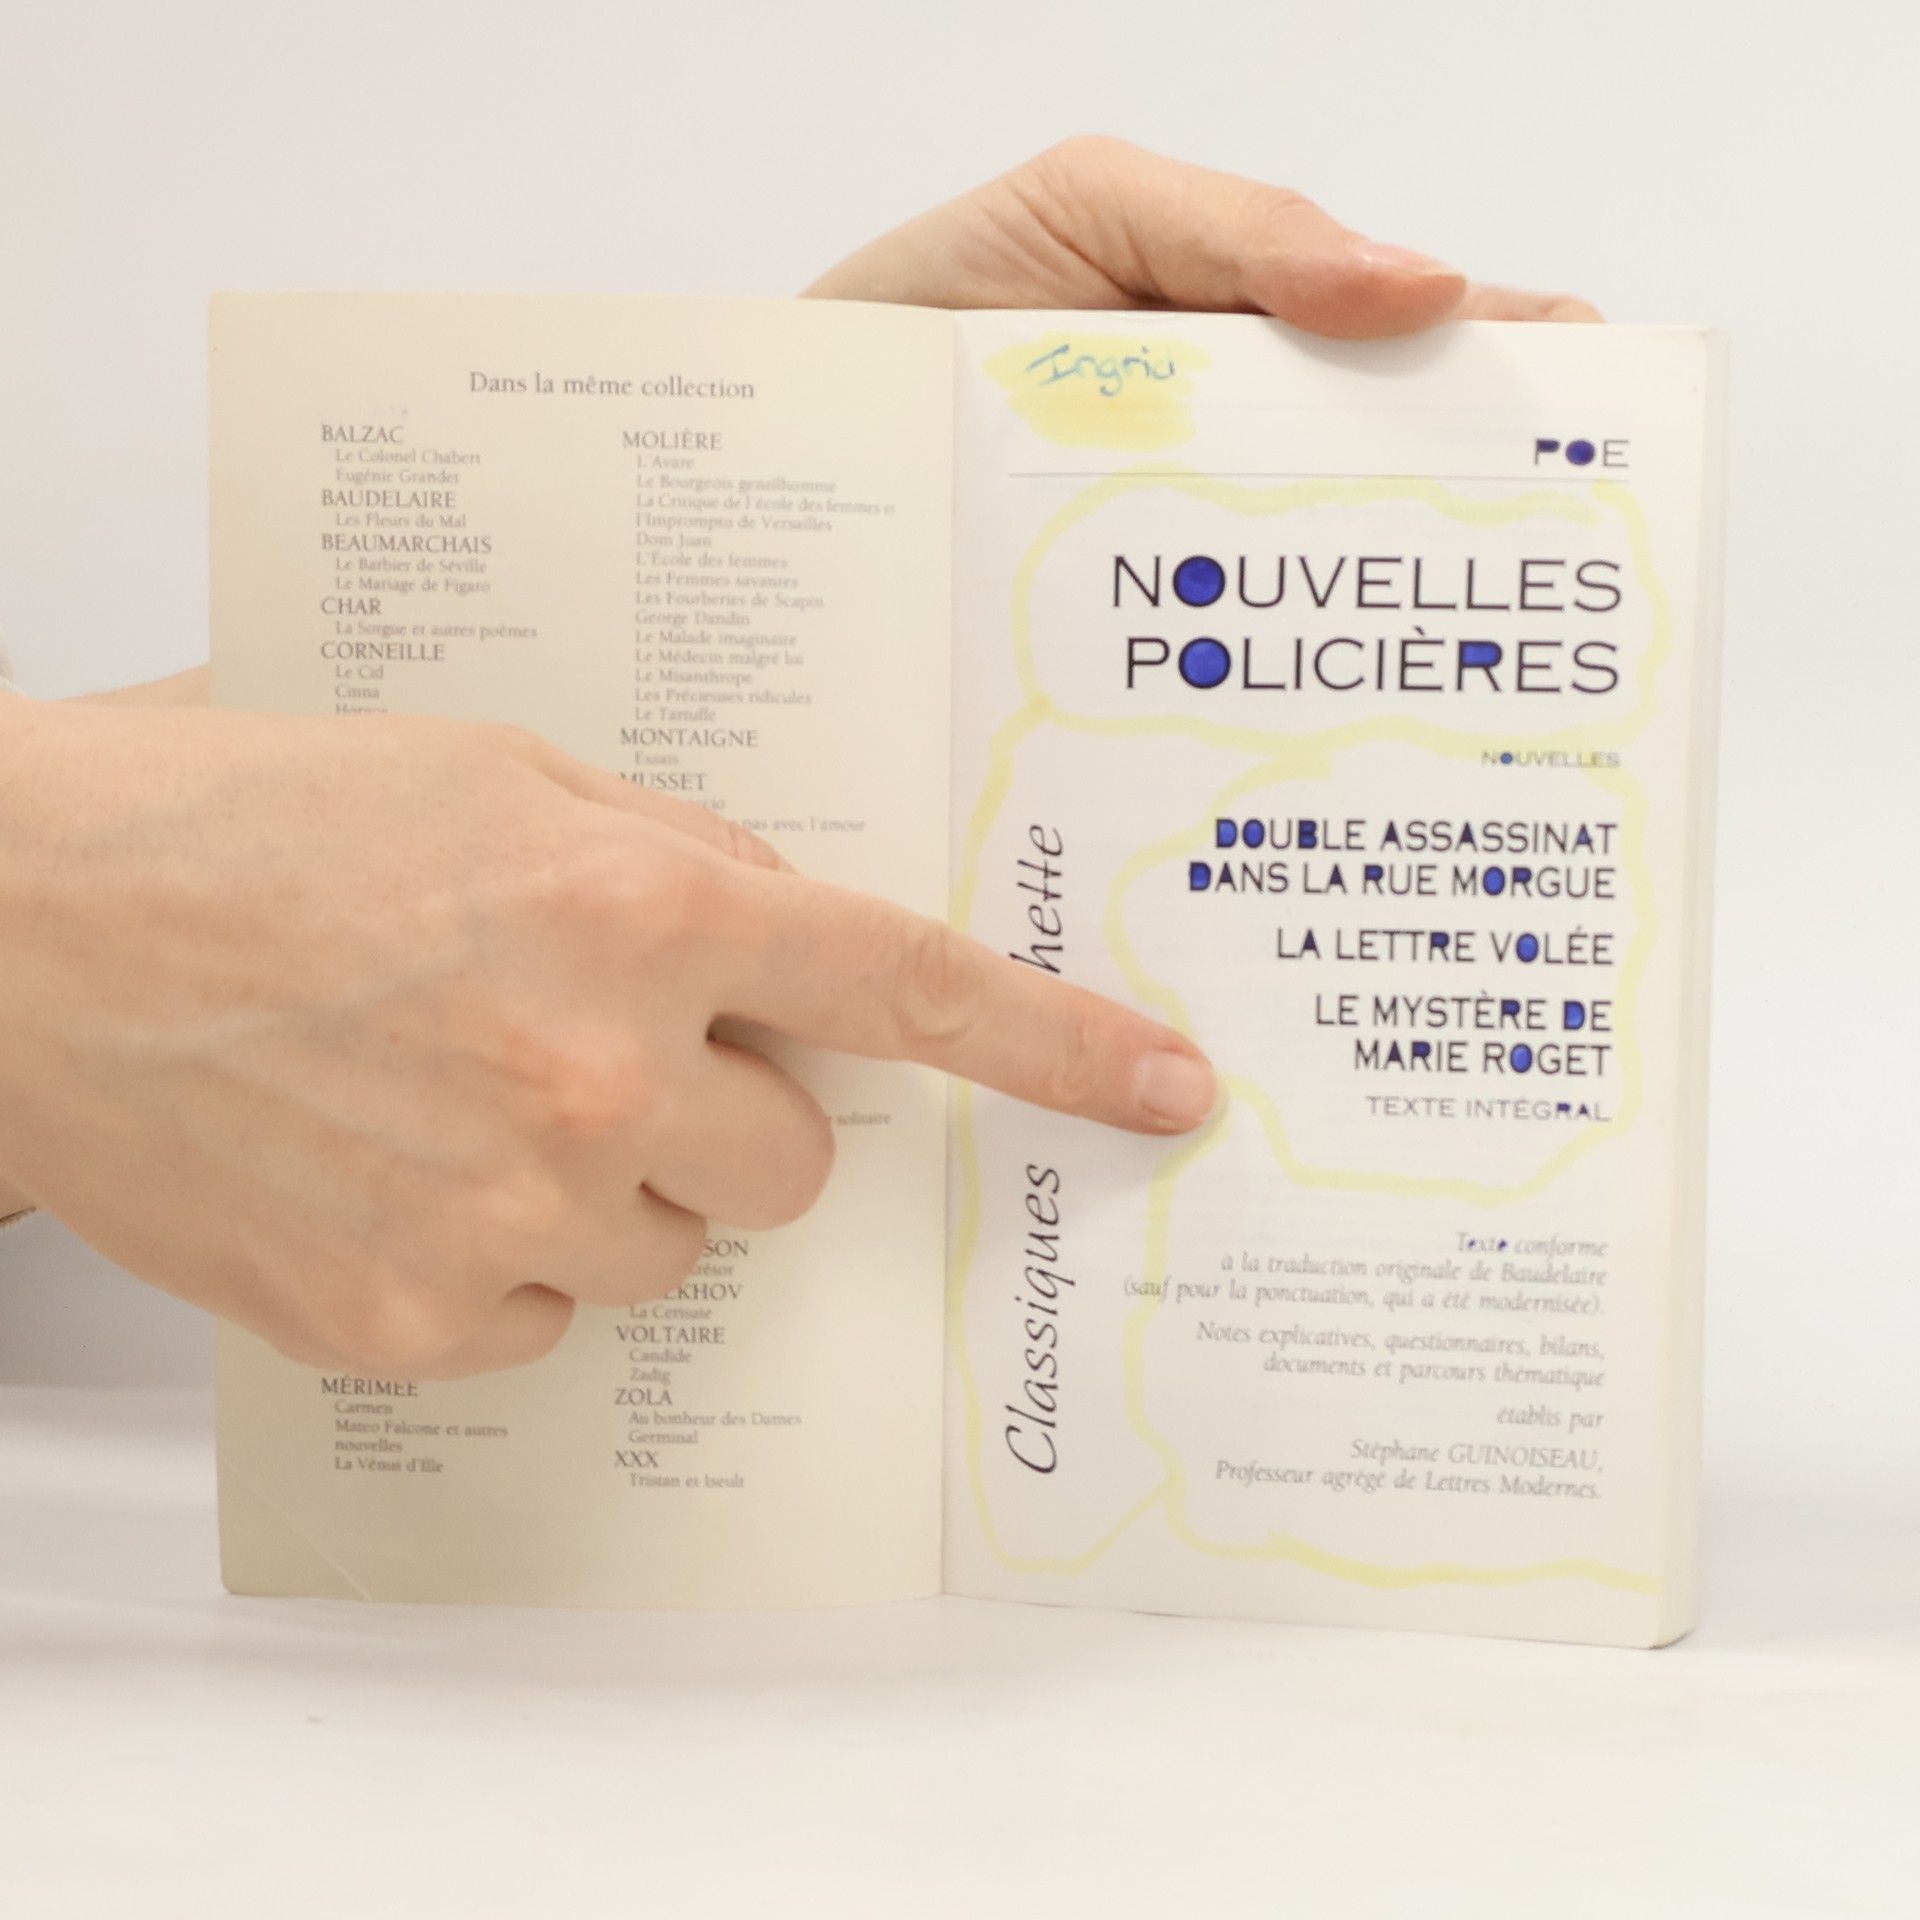 Dans la même collection
BALZAC
Le Colonel Chabert
Eugénie Grandet
BAUDELAIRE
Les Fleurs du Mal
BEAUMARCHAIS
Le Barbier de Séville
Le Mariage de Figaro
CHAR
La Sorgue et autres poèmes
CORNEILLE
Le Cid
Cinna
Horace
MÉRIMÉE
Carmen
Mateo Falcone et autres
nouvelles
La Vénus d'Ille
MOLIÈRE
L'Avare
Le Bourgeois gentilhomme
La Critique de l'école des femmes et
l'Impromptu de Versailles
Dom Juan
L'École des femmes
Les Femmes savantes
Les Fourberies de Scapin
George Dandin
Le Malade imaginaire
Le Médecin malgré lui
Le Misanthrope
Les Précieuses ridicules
Le Tartuffe
MONTAIGNE
Essais
MUSSET
pas avec l'amour
solitaire
SON
EKHOV
La Cerisaie
VOLTAIRE
Candide
Zadig
ZOLA
Au bonheur des Dames
Germinal
XXX
Tristan et Iseult
Ingrid
POE
NOUVELLES
POLICIÈRES
NOUVELLES
DOUBLE ASSASSINAT
DANS LA RUE MORGUE
LA LETTRE VOLÉE
LE MYSTÈRE DE
MARIE ROGET
TEXTE INTÉGRAL
Classiques hette
Texte conforme
à la traduction originale de Baudelaire
(sauf pour la ponctuation, qui a été modernisée).
Notes explicatives, questionnaires, bilans,
documents et parcours thématique
établis par
Stéphane GUINOISEAU,
Professeur agrégé de Lettres Modernes.